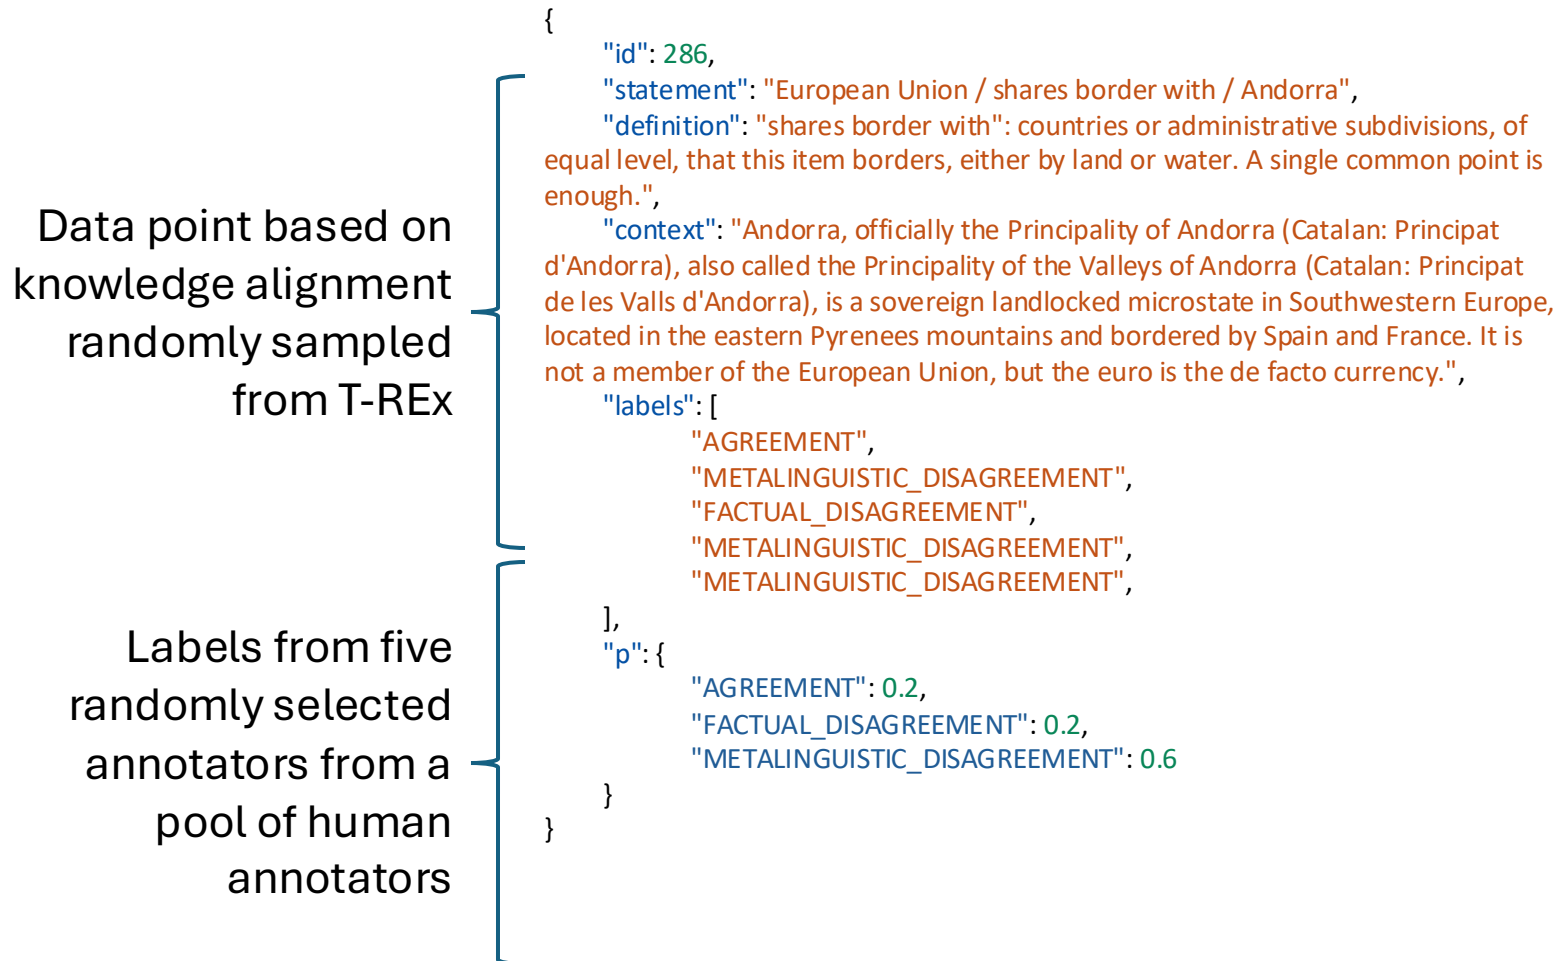 {
"id": 286,
"statement": "European Union / shares border with / Andorra",
"definition": "shares border with": countries or administrative subdivisions, of
equal level, that this item borders, either by land or water. A single common point is
enough.",
"context": "Andorra, officially the Principality of Andorra (Catalan: Principat
d'Andorra), also called the Principality of the Valleys of Andorra (Catalan: Principat
de les Valls d'Andorra), is a sovereign landlocked microstate in Southwestern Europe,
located in the eastern Pyrenees mountains and bordered by Spain and France. It is
not a member of the European Union, but the euro is the de facto currency.",
"labels": [
"AGREEMENT",
"METALINGUISTIC_DISAGREEMENT",
"FACTUAL_DISAGREEMENT",
"METALINGUISTIC_DISAGREEMENT",
"METALINGUISTIC_DISAGREEMENT",
],
"p": {
"AGREEMENT": 0.2,
"FACTUAL_DISAGREEMENT": 0.2,
"METALINGUISTIC_DISAGREEMENT": 0.6
}
}
Data point based on
knowledge alignment
randomly sampled
from T-REx
Labels from five
randomly selected
annotators from a
pool of human
annotators